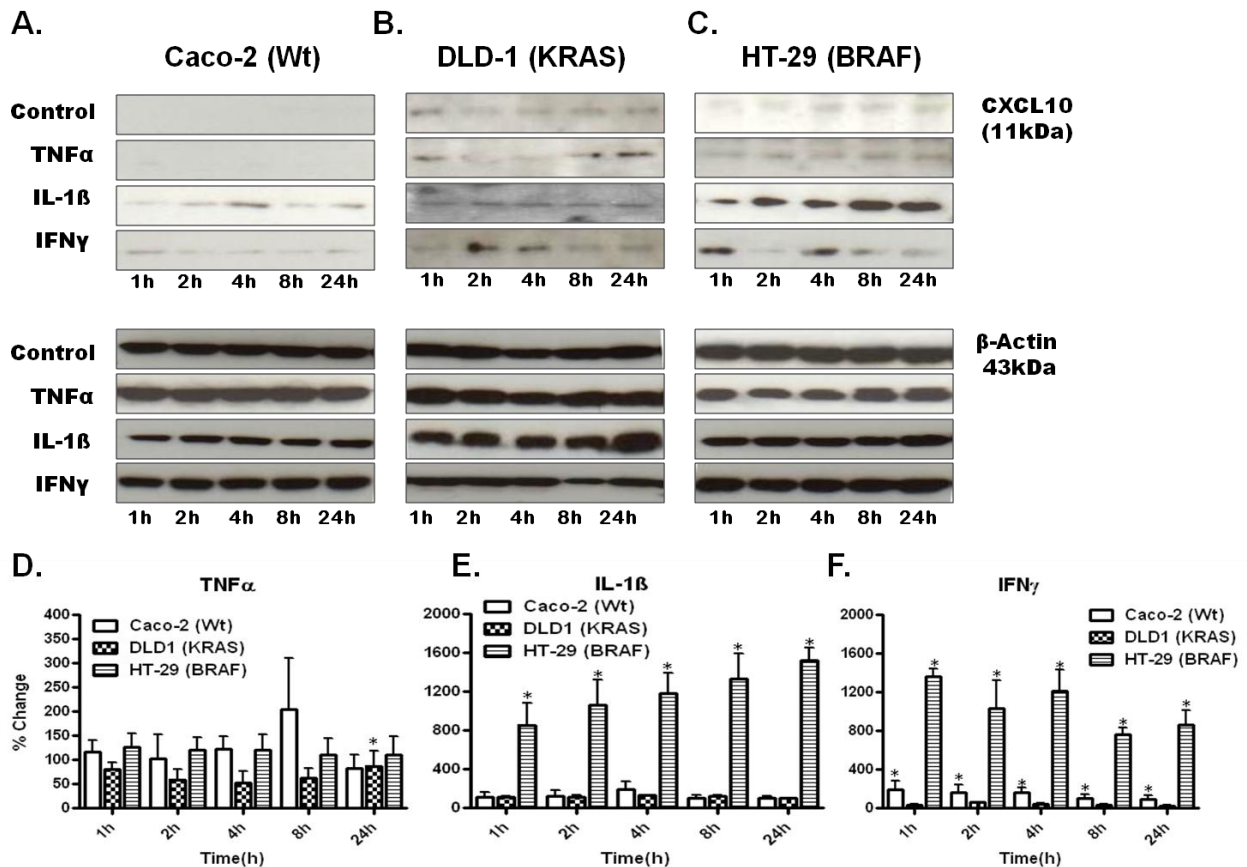 A.
B.
C.
Caco-2 (Wt)
DLD-1 (KRAS)
HT-29 (BRAF)
Control
TNFα
IL-1ß
IFNγ
CXCL10
(11kDa)
1h 2h 4h 8h 24h
1h 2h 4h 8h 24h
1h 2h 4h 8h 24h
Control
TNFα
IL-1ß
IFNγ
β-Actin
43kDa
1h 2h 4h 8h 24h
1h 2h 4h 8h 24h
1h 2h 4h 8h 24h
D.
TNFα
% Change
400
350
300
250
200
150
100
50
0
Caco-2 (Wt)
DLD1 (KRAS)
HT-29 (BRAF)
*
1h 2h 4h 8h 24h
Time(h)
E.
IL-1ß
2000
1600
1200
800
400
0
Caco-2 (Wt)
DLD1 (KRAS)
HT-29 (BRAF)
* * * * *
1h 2h 4h 8h 24h
Time(h)
F.
IFNγ
2000
1600
1200
800
400
0
Caco-2 (Wt)
DLD1 (KRAS)
HT-29 (BRAF)
* * * * *
* * * * *
1h 2h 4h 8h 24h
Time(h)